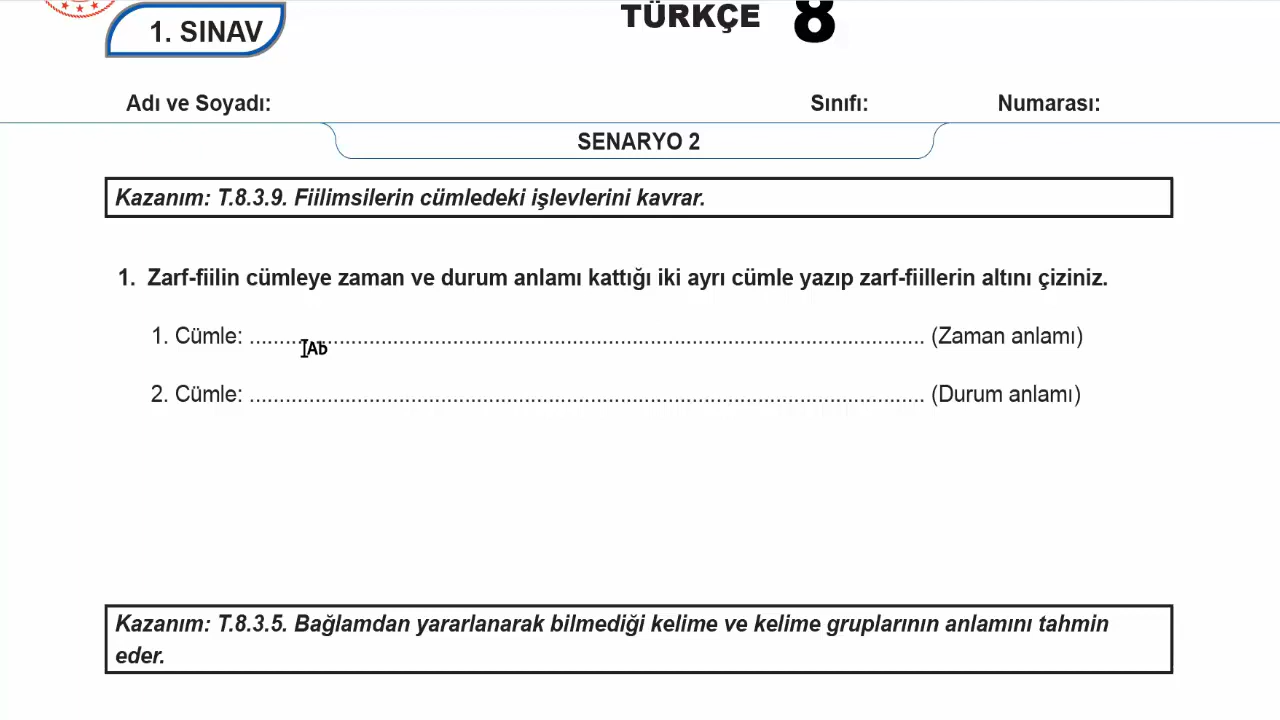 1. SINAV
TÜRKÇE 8
Adı ve Soyadı: Sınıfı: Numarası:
SENARYO 2
Kazanım: T.8.3.9. Fiilimsilerin cümledeki işlevlerini kavrar.
1. Zarf-fiilin cümleye zaman ve durum anlamı kattığı iki ayrı cümle yazıp zarf-fiillerin altını çiziniz.
1. Cümle: ................................................................................................................. (Zaman anlamı)
Ab
2. Cümle: ................................................................................................................. (Durum anlamı)
Kazanım: T.8.3.5. Bağlamdan yararlanarak bilmediği kelime ve kelime gruplarının anlamını tahmin
eder.